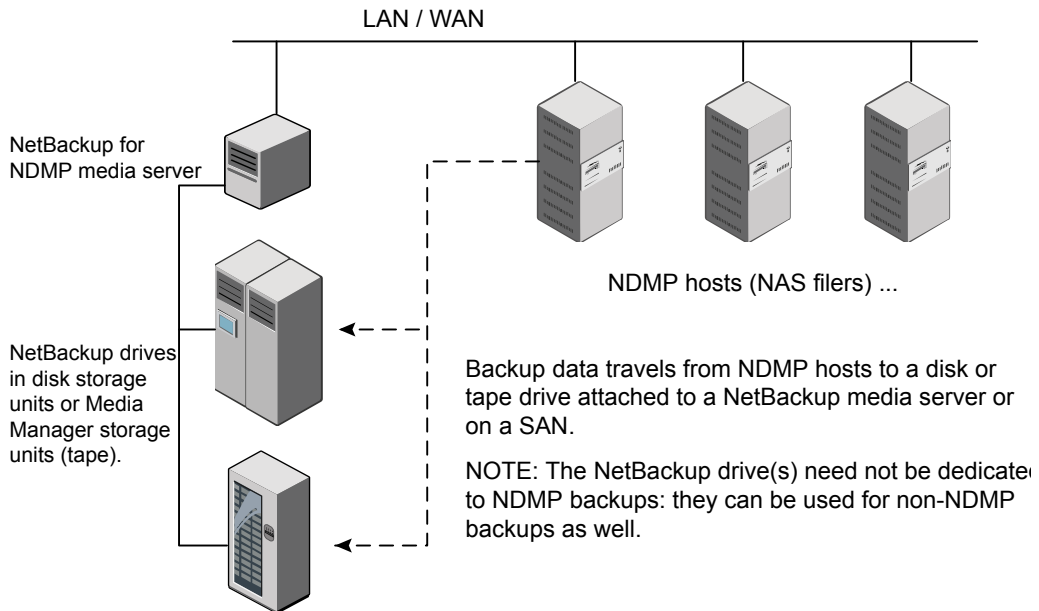 LAN / WAN
NetBackup for
NDMP media server
NDMP hosts (NAS filers) ...
NetBackup drives
in disk storage
units or Media
Manager storage
units (tape).
Backup data travels from NDMP hosts to a disk or
tape drive attached to a NetBackup media server or
on a SAN.
NOTE: The NetBackup drive(s) need not be dedicate
to NDMP backups: they can be used for non-NDMP
backups as well.